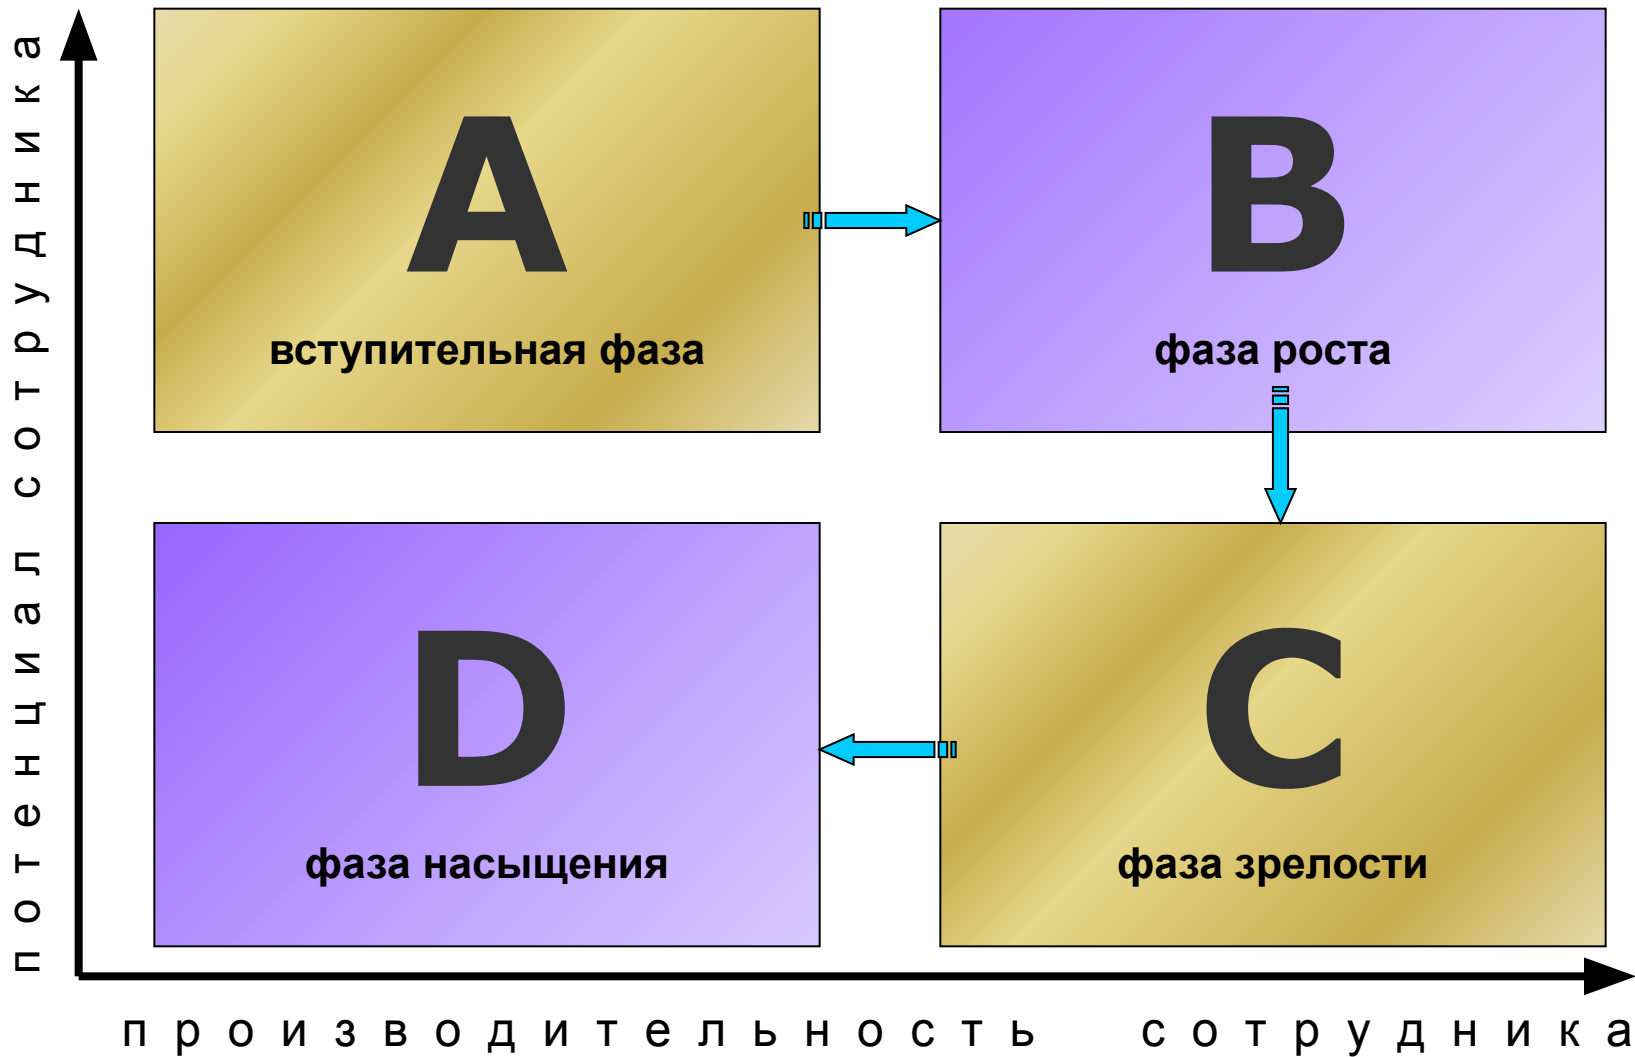 потенциал сотрудника
A
вступительная фаза
B
фаза роста
D
фаза насыщения
C
фаза зрелости
производительность сотрудника